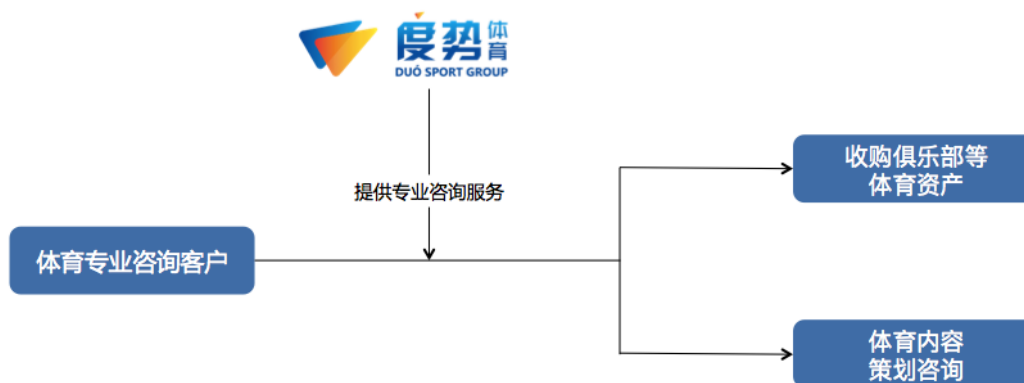 度势体育
DUÓ SPORT GROUP
提供专业咨询服务
体育专业咨询客户
收购俱乐部等
体育资产
体育内容
策划咨询